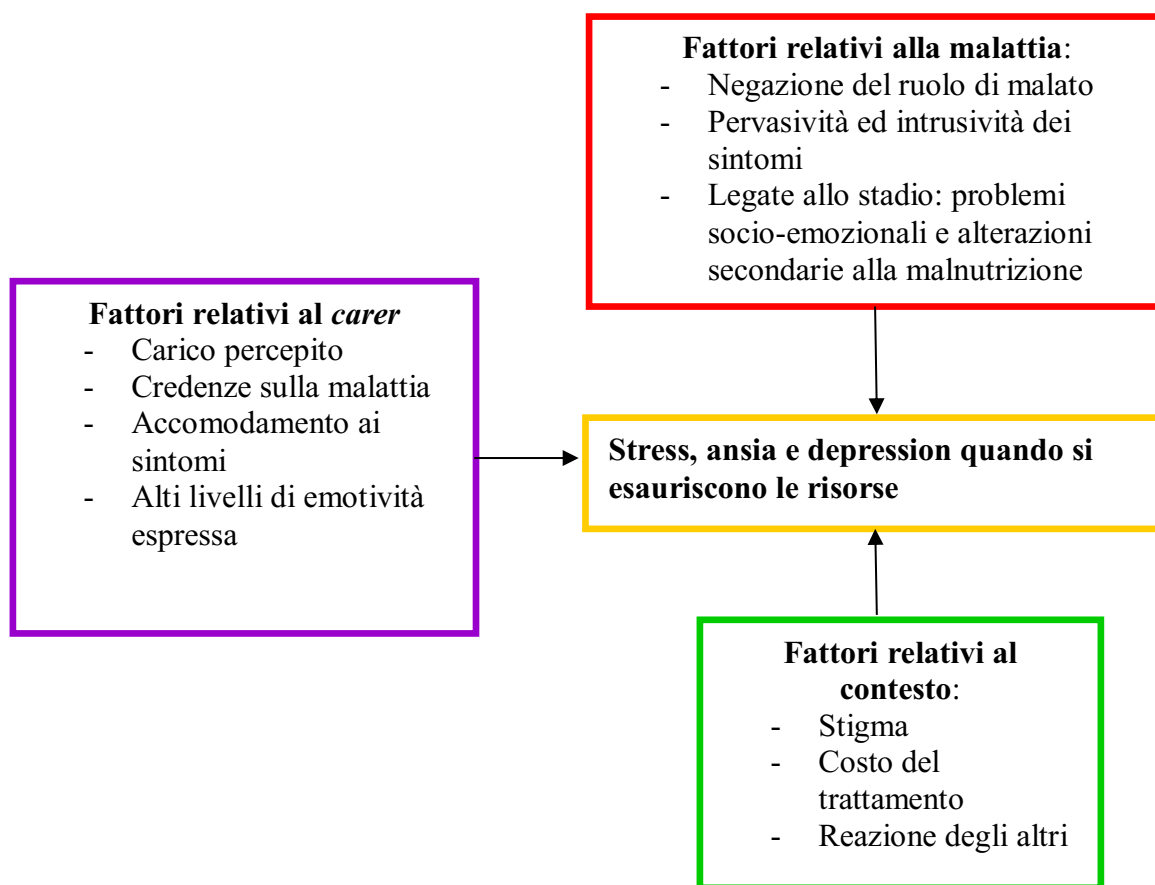 Fattori relativi alla malattia:
- Negazione del ruolo di malato
- Pervasività ed intrusività dei
sintomi
- Legate allo stadio: problemi
socio-emozionali e alterazioni
secondarie alla malnutrizione
Fattori relativi al carer
- Carico percepito
- Credenze sulla malattia
- Accomodamento ai
sintomi
- Alti livelli di emotività
espressa
Stress, ansia e depression quando si
esauriscono le risorse
Fattori relativi al
contesto:
- Stigma
- Costo del
trattamento
- Reazione degli altri